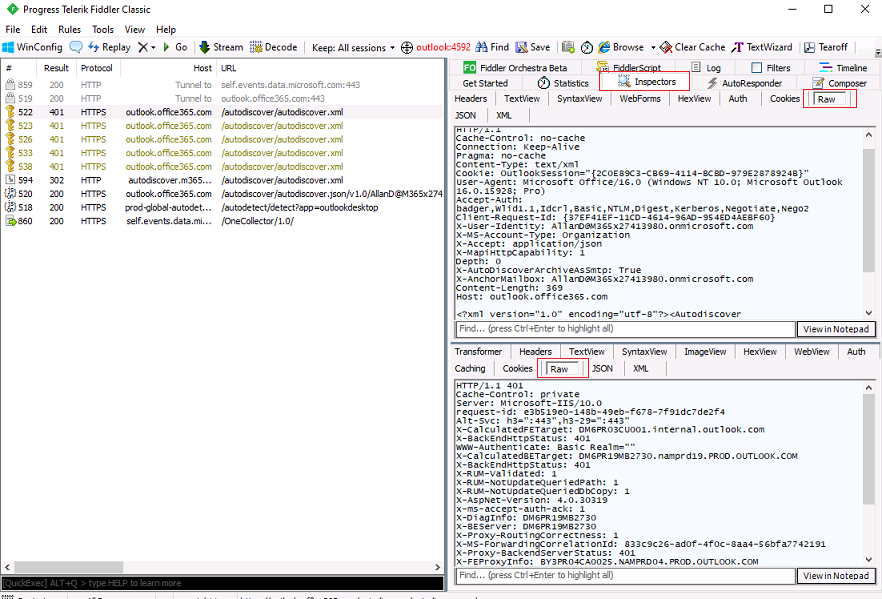 Progress Telerik Fiddler Classic
File Edit Rules Tools View Help
WinConfig Replay Go Stream Decode Keep: All sessions outlook:4592 Find Save Browse Clear Cache TextWizard Tearoff
# Result Protocol Host URL
859 200 HTTP Tunnel to self.events.data.microsoft.com:443
519 200 HTTP Tunnel to outlook.office365.com:443
522 401 HTTPS outlook.office365.com /autodiscover/autodiscover.xml
523 401 HTTPS outlook.office365.com /autodiscover/autodiscover.xml
526 401 HTTPS outlook.office365.com /autodiscover/autodiscover.xml
533 401 HTTPS outlook.office365.com /autodiscover/autodiscover.xml
538 401 HTTPS outlook.office365.com /autodiscover/autodiscover.xml
594 302 HTTP autodiscover.m365... /autodiscover/autodiscover.xml
520 200 HTTPS outlook.office365.com /autodiscover/autodiscover.json/v1.0/AllanD@M365x274
518 200 HTTPS prod-global-autodet... /autodetect/detect?app=outlookdesktop
860 200 HTTPS self.events.data.mi... /OneCollector/1.0/
[QuickExec] ALT+Q > type HELP to learn more
FO Fiddler Orchestra Beta FiddlerScript Log Filters Timeline
Get Started Statistics Inspectors AutoResponder Composer
Headers TextView SyntaxView WebForms HexView Auth Cookies Raw
JSON XML
HTTP/1.1
Cache-Control: no-cache
Connection: Keep-Alive
Pragma: no-cache
Content-Type: text/xml
Cookie: OutlookSession="{2C0E89C3-CB69-4114-BCBD-979E2878924B}"
User-Agent: Microsoft Office/16.0 (Windows NT 10.0; Microsoft Outlook
16.0.15928; Pro)
Accept-Auth:
badger,Wlid1.1,Idcrl,Basic,NTLM,Digest,Kerberos,Negotiate,Nego2
Client-Request-Id: {37EF41EF-11CD-4614-96AD-954ED4AEBF60}
X-User-Identity: AllanD@M365x27413980.onmicrosoft.com
X-MS-Account-Type: Organization
X-Accept: application/json
X-MapiHttpCapability: 1
Depth: 0
X-AutoDiscoverArchiveAsSmtp: True
X-AnchorMailbox: AllanD@M365x27413980.onmicrosoft.com
Content-Length: 369
Host: outlook.office365.com
<?xml version="1.0" encoding="utf-8"?><Autodiscover
Find... (press Ctrl+Enter to highlight all) View in Notepad
Transformer Headers TextView SyntaxView ImageView HexView WebView Auth
Caching Cookies Raw JSON XML
HTTP/1.1 401
Cache-Control: private
Server: Microsoft-IIS/10.0
request-id: e3b519e0-148b-49eb-f678-7f91dc7de2f4
Alt-Svc: h3=":443",h3-29=":443"
X-CalculatedFETarget: DM6PR03CU001.internal.outlook.com
X-BackEndHttpStatus: 401
WWW-Authenticate: Basic Realm=""
X-CalculatedBETarget: DM6PR19MB2730.namprd19.PROD.OUTLOOK.COM
X-BackEndHttpStatus: 401
X-RUM-Validated: 1
X-RUM-NotUpdateQueriedPath: 1
X-RUM-NotUpdateQueriedDbCopy: 1
X-AspNet-Version: 4.0.30319
x-ms-accept-auth-ack: 1
X-DiagInfo: DM6PR19MB2730
X-BEServer: DM6PR19MB2730
X-Proxy-RoutingCorrectness: 1
X-MS-ForwardingCorrelationId: 833c9c26-ad0f-4f0c-8aa4-56bfa7742191
X-Proxy-BackendServerStatus: 401
X-FEProxyInfo: BY3PR04CA0025.NAMPRD04.PROD.OUTLOOK.COM
Find... (press Ctrl+Enter to highlight all) View in Notepad